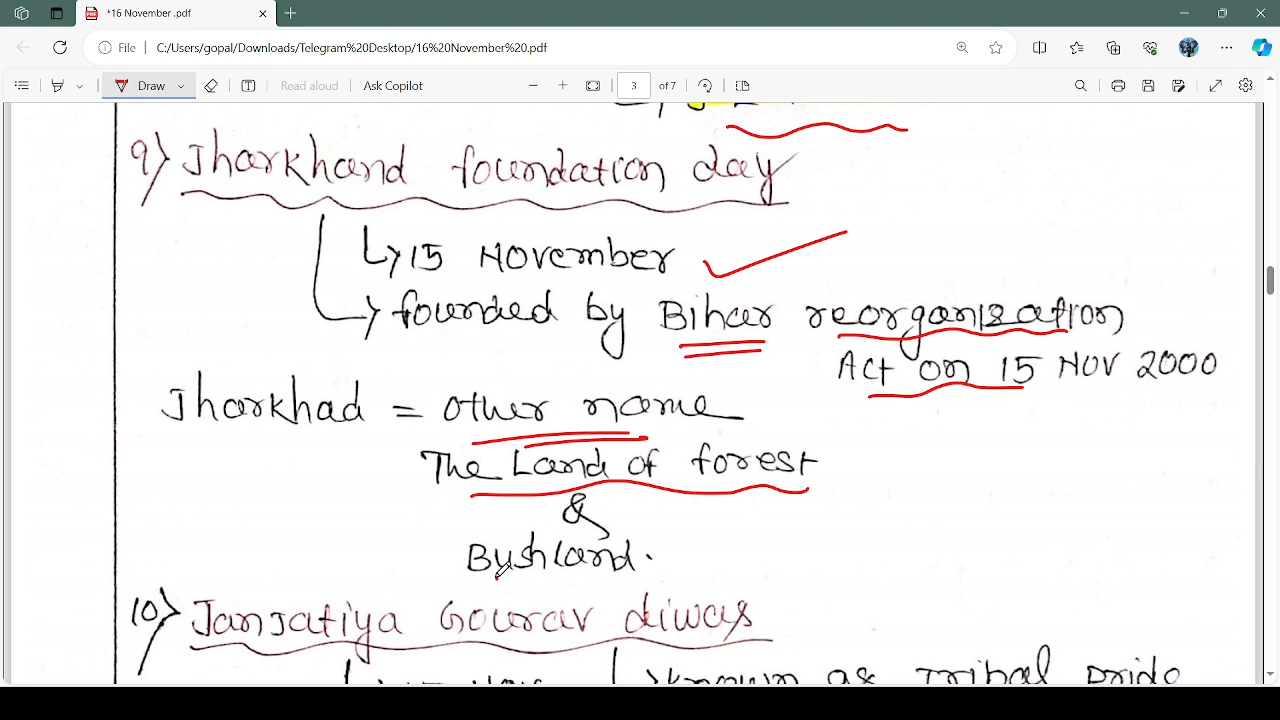 *16 November .pdf
File
C:/Users/gopal/Downloads/Telegram%20Desktop/16%20November%20.pdf
Draw
Read aloud
Ask Copilot
3
of 7
9) Jharkhand foundation day
↳ 15 November ✓
↳ founded by Bihar reorganization
Act on 15 NOV 2000
Jharkhad = other name
The Land of forest
&
Bushland.
10) Janjatiya Gourav diwas
known as Tribal Pride